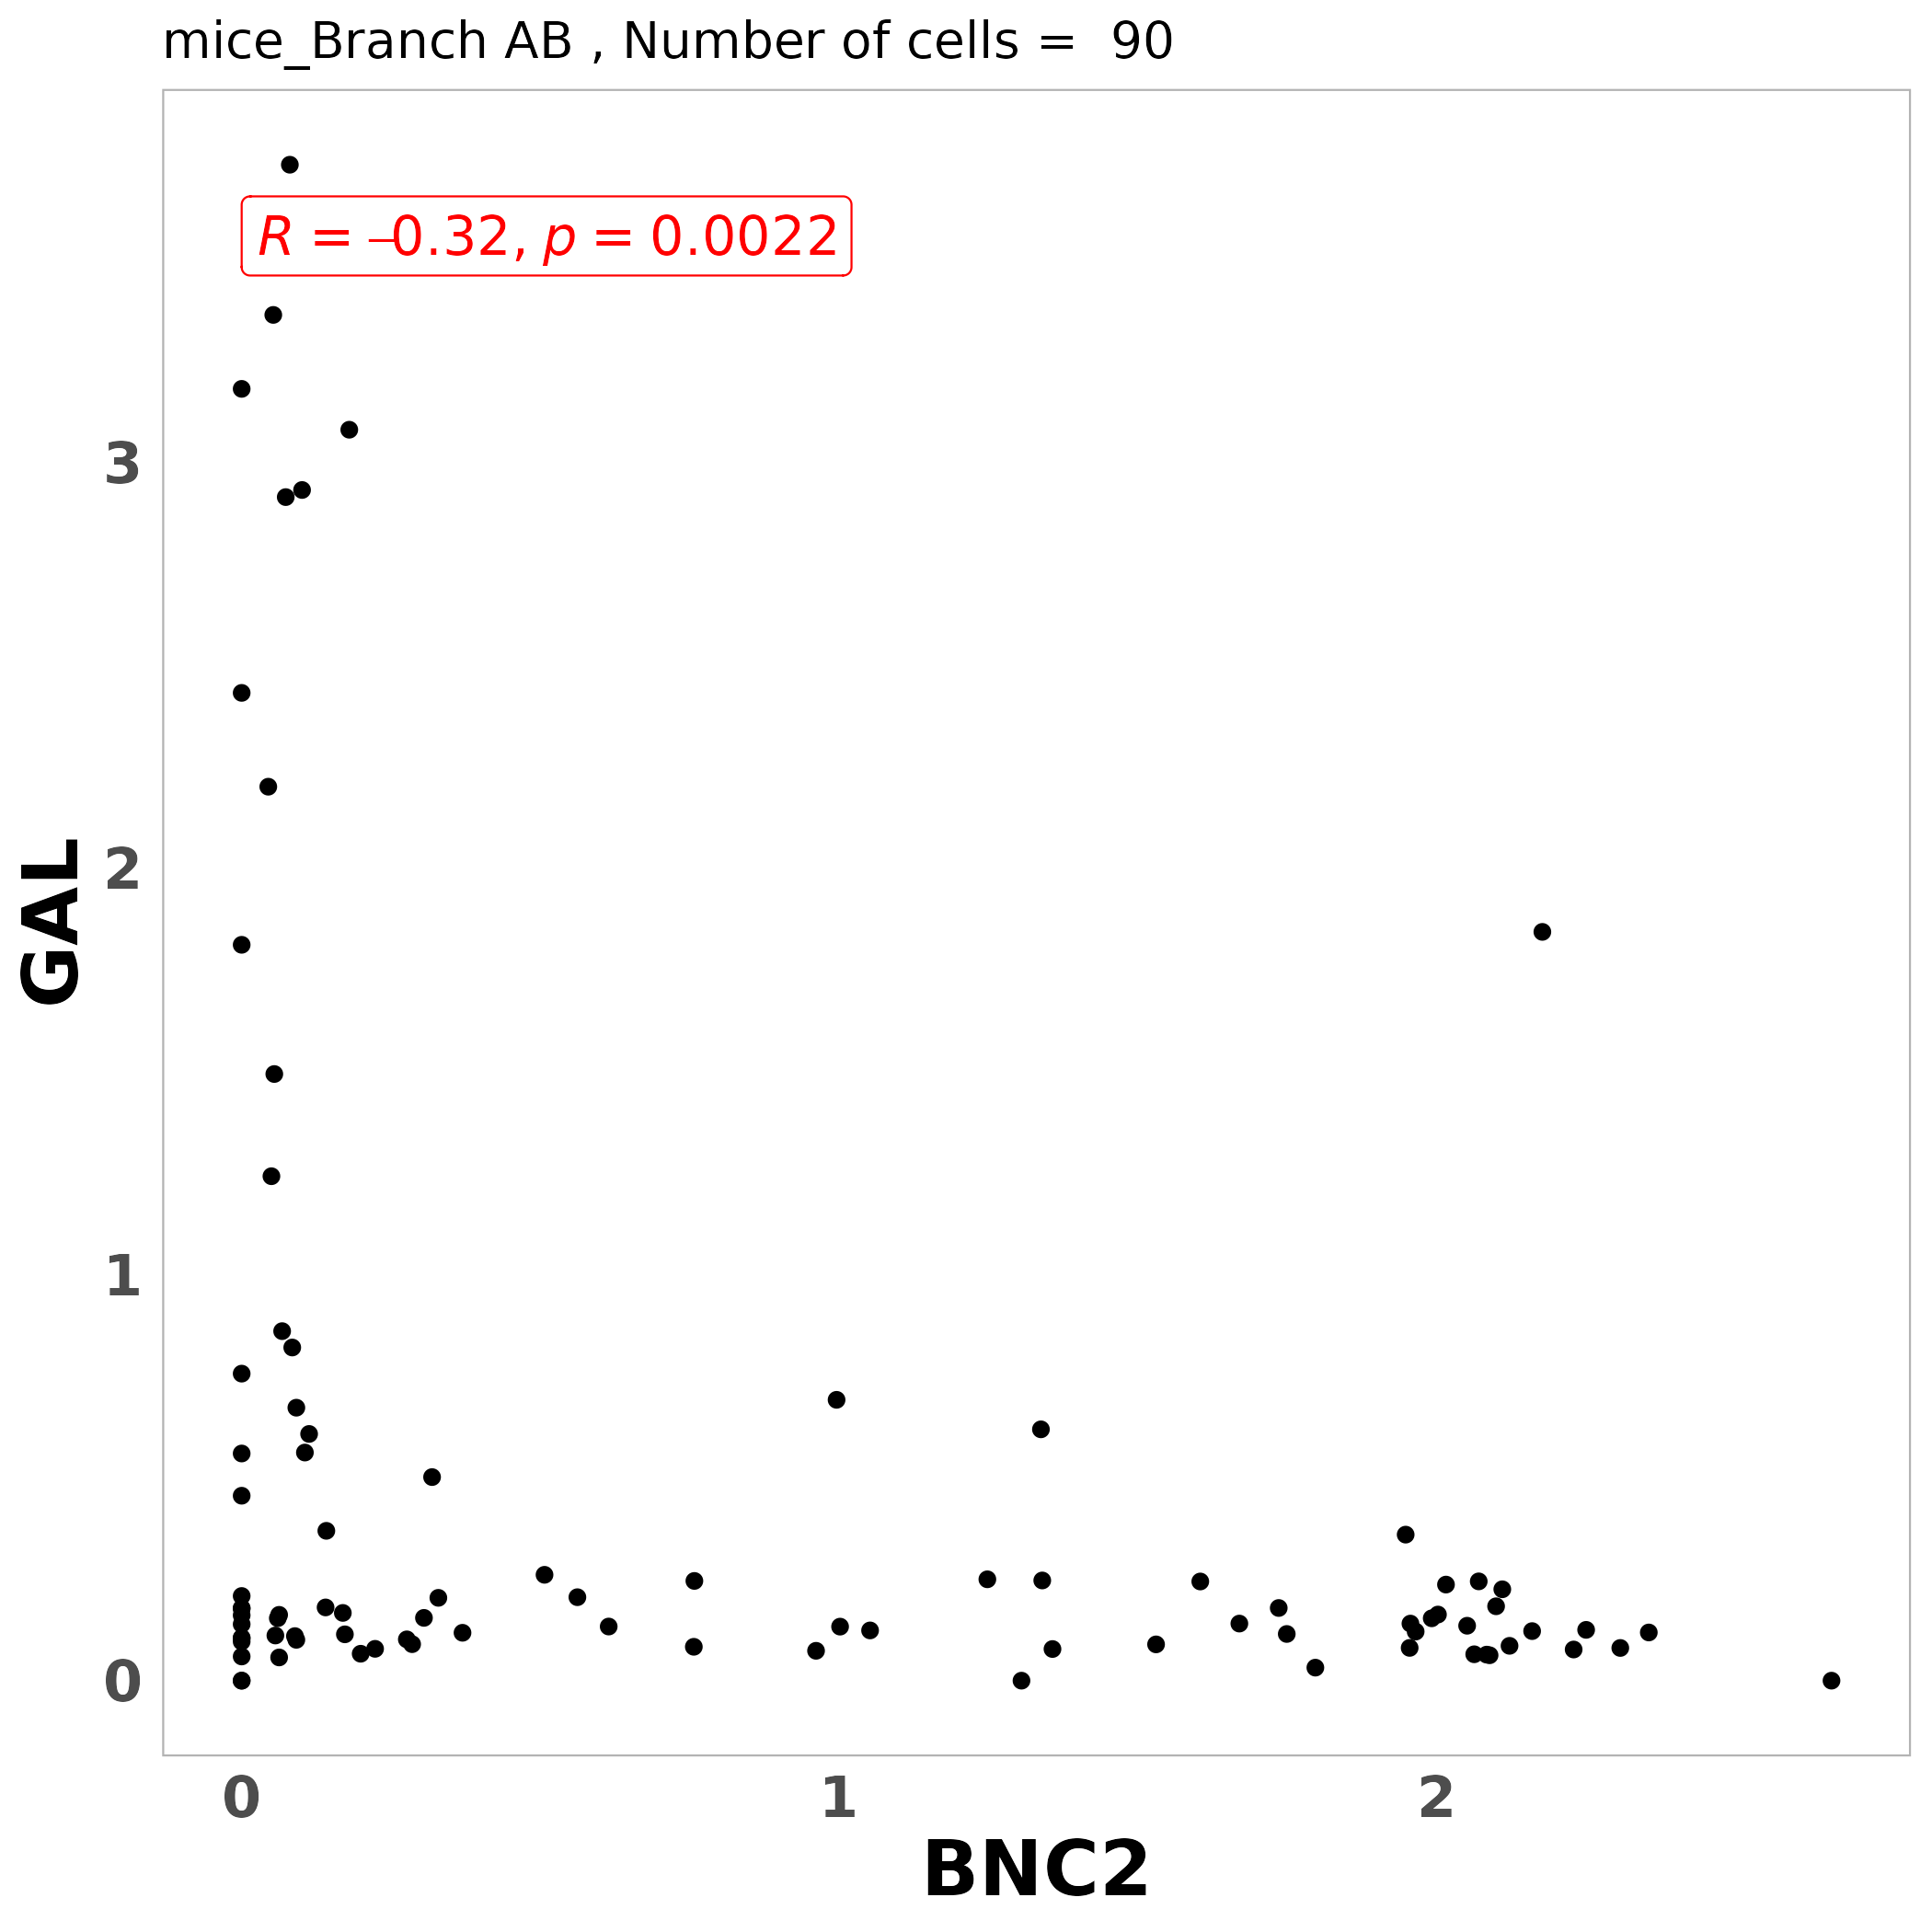 mice_Branch AB , Number of cells =  90
R = –0.32, p = 0.0022
3
2
1
0
GAL
0 1 2
BNC2